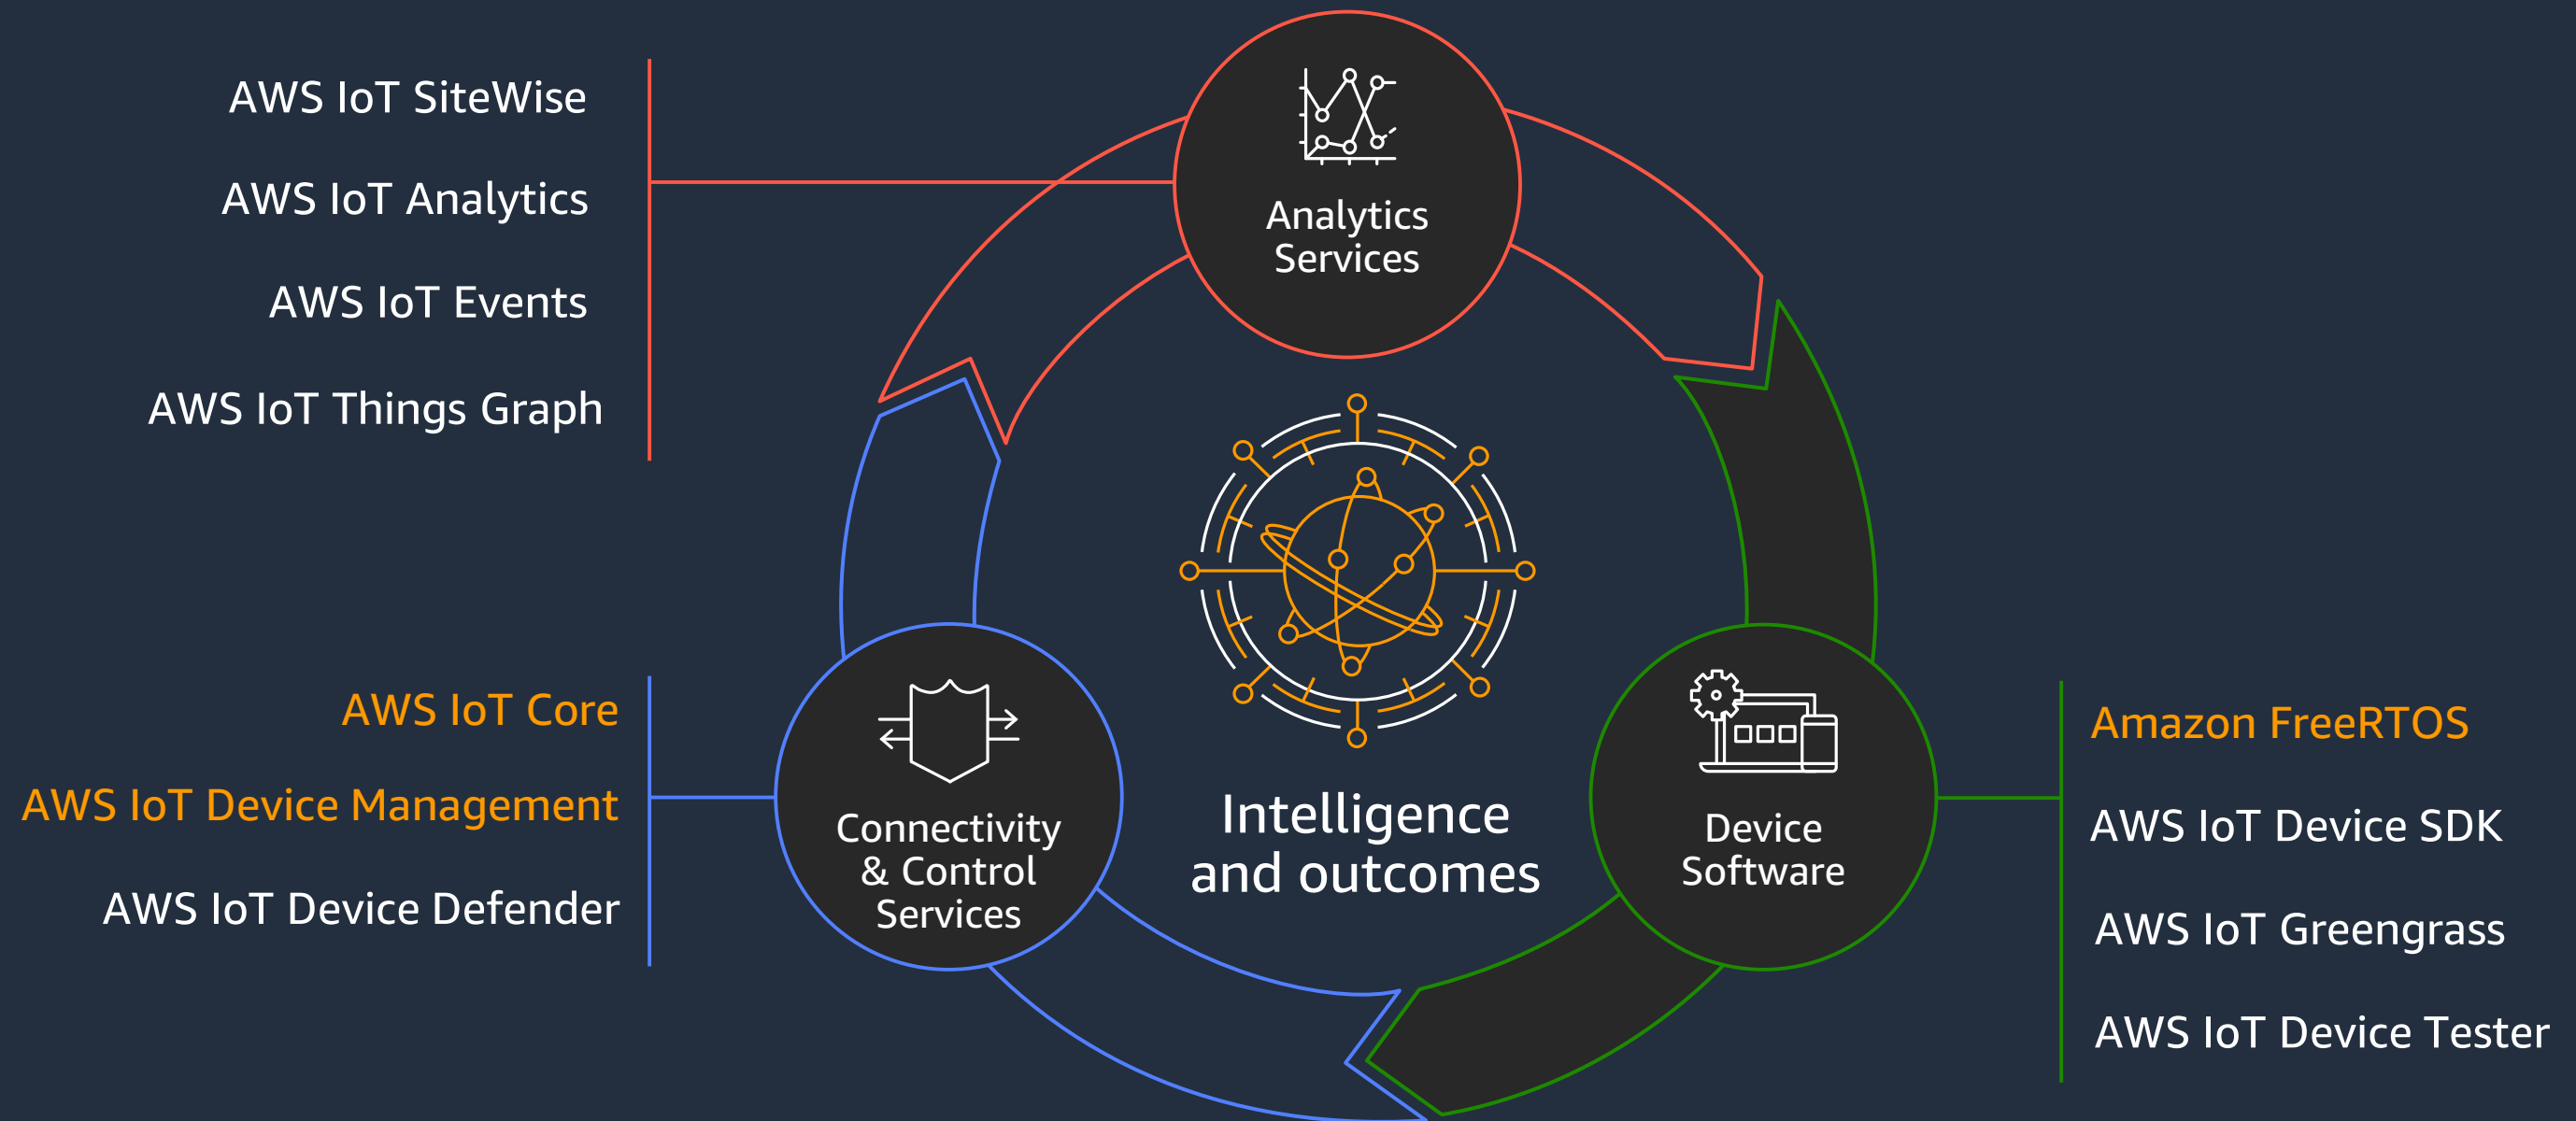 AWS IoT SiteWise
AWS IoT Analytics
AWS IoT Events
AWS IoT Things Graph
Analytics
Services
AWS IoT Core
AWS IoT Device Management
AWS IoT Device Defender
Connectivity
& Control
Services
Intelligence
and outcomes
Device
Software
Amazon FreeRTOS
AWS IoT Device SDK
AWS IoT Greengrass
AWS IoT Device Tester